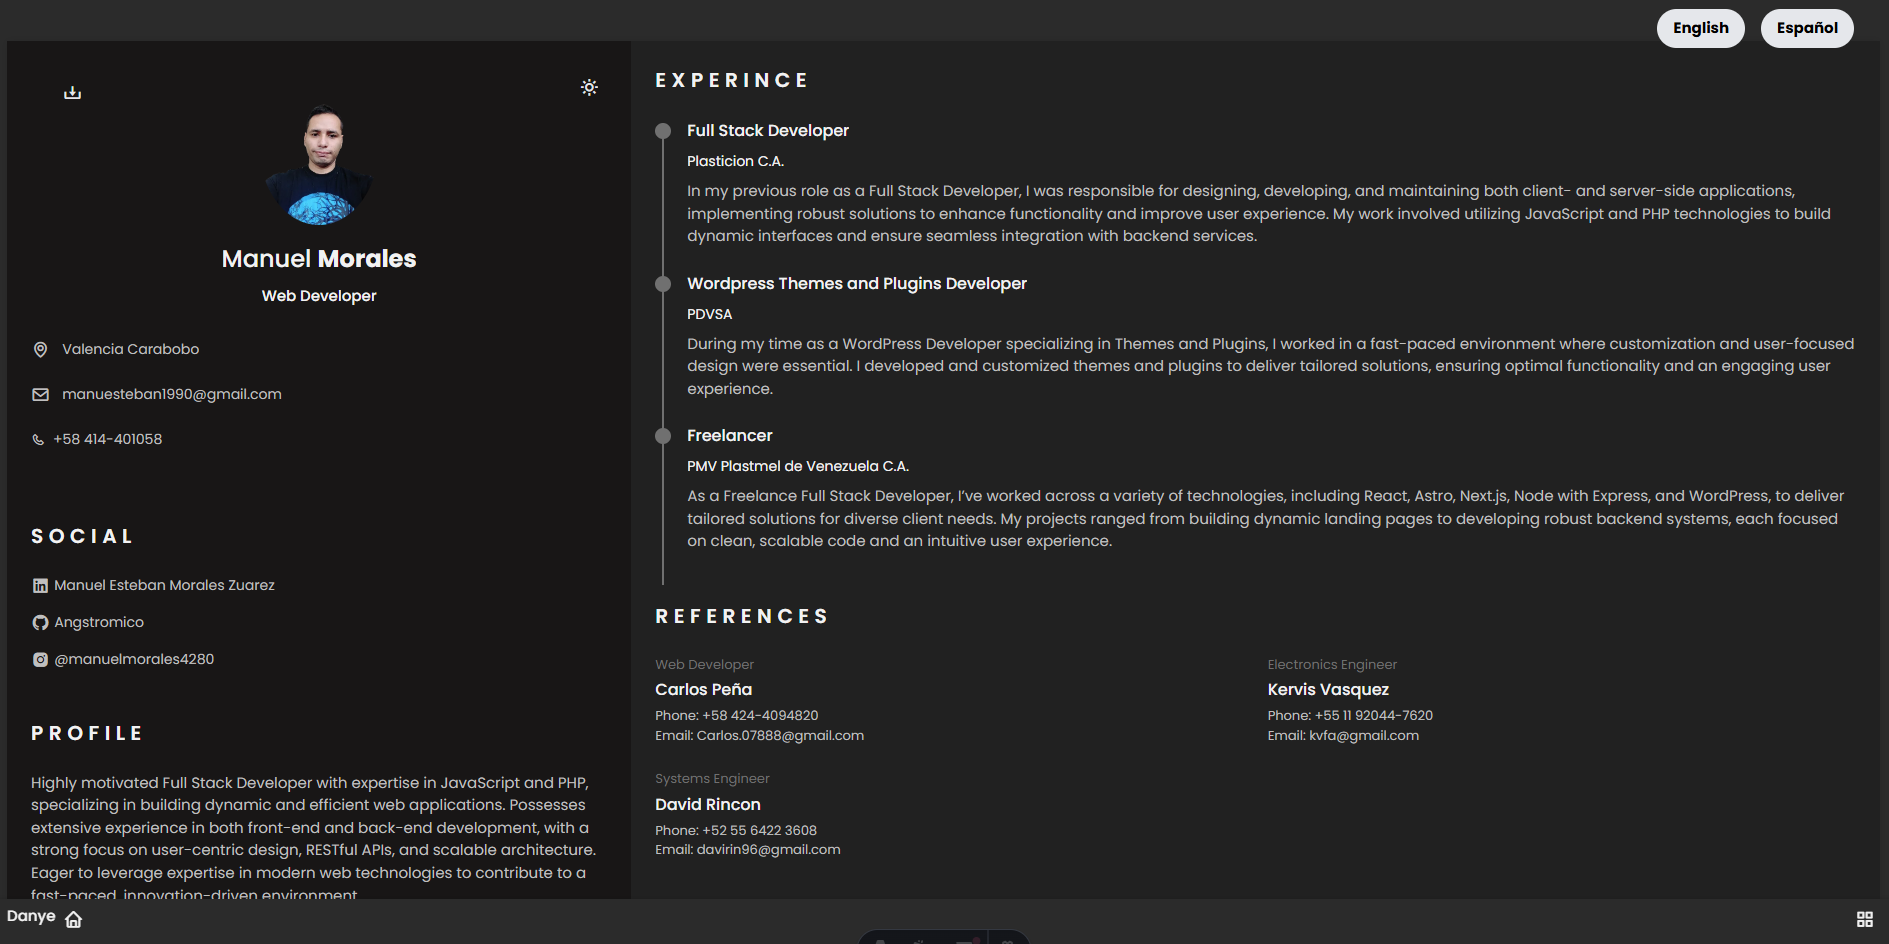 English
Español
Manuel Morales
Web Developer
Valencia Carabobo
manuesteban1990@gmail.com
+58 414-401058
SOCIAL
Manuel Esteban Morales Zuarez
Angstromico
@manuelmorales4280
PROFILE
Highly motivated Full Stack Developer with expertise in JavaScript and PHP,
specializing in building dynamic and efficient web applications. Possesses
extensive experience in both front-end and back-end development, with a
strong focus on user-centric design, RESTful APIs, and scalable architecture.
Eager to leverage expertise in modern web technologies to contribute to a
fast-paced, innovation-driven environment
EXPERINCE
Full Stack Developer
Plasticion C.A.
In my previous role as a Full Stack Developer, I was responsible for designing, developing, and maintaining both client- and server-side applications,
implementing robust solutions to enhance functionality and improve user experience. My work involved utilizing JavaScript and PHP technologies to build
dynamic interfaces and ensure seamless integration with backend services.
Wordpress Themes and Plugins Developer
PDVSA
During my time as a WordPress Developer specializing in Themes and Plugins, I worked in a fast-paced environment where customization and user-focused
design were essential. I developed and customized themes and plugins to deliver tailored solutions, ensuring optimal functionality and an engaging user
experience.
Freelancer
PMV Plastmel de Venezuela C.A.
As a Freelance Full Stack Developer, I've worked across a variety of technologies, including React, Astro, Next.js, Node with Express, and WordPress, to deliver
tailored solutions for diverse client needs. My projects ranged from building dynamic landing pages to developing robust backend systems, each focused
on clean, scalable code and an intuitive user experience.
REFERENCES
Web Developer
Carlos Peña
Phone: +58 424-4094820
Email: Carlos.07888@gmail.com
Electronics Engineer
Kervis Vasquez
Phone: +55 11 92044-7620
Email: kvfa@gmail.com
Systems Engineer
David Rincon
Phone: +52 55 6422 3608
Email: davirin96@gmail.com
Danye